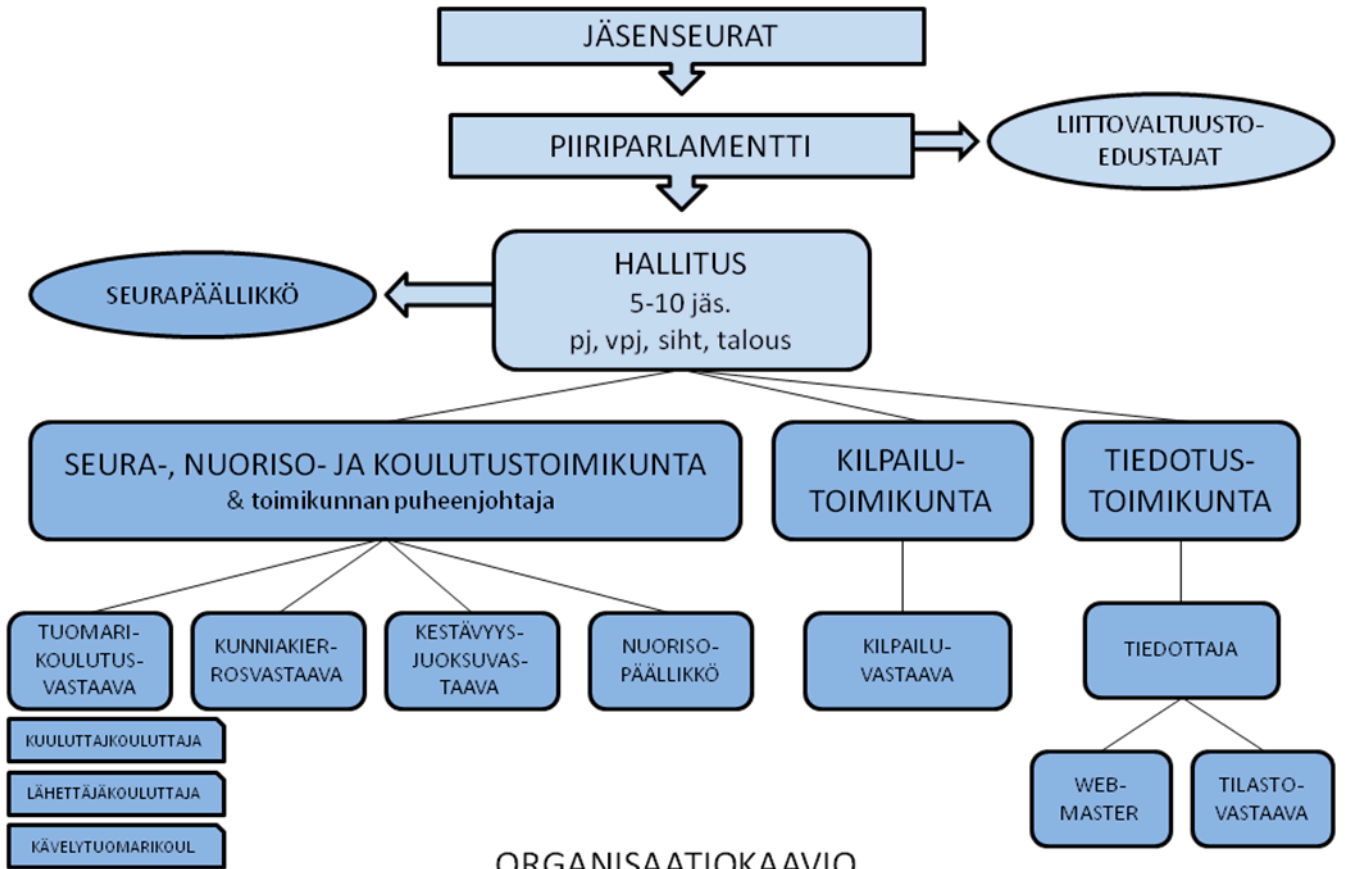 JÄSENSEURAT
PIIRIPARLAMENTTI
LIITTOVALTUUSTO-
EDUSTAJAT
HALLITUS
5-10 jäs.
pj, vpj, siht, talous
SEURAPÄÄLLIKKÖ
SEURA-, NUORISO- JA KOULUTUSTOIMIKUNTA
& toimikunnan puheenjohtaja
KILPAILU-
TOIMIKUNTA
TIEDOTUS-
TOIMIKUNTA
TUOMARI-
KOULUTUS-
VASTAAVA
KUNNIAKIER-
ROSVASTAAVA
KESTÄVYYS-
JUOKSUVAS-
TAAVA
NUORISO-
PÄÄLLIKKÖ
KILPAILU-
VASTAAVA
TIEDOTTAJA
KUULUTTAJKOULUTTAJA
LÄHETTÄJÄKOULUTTAJA
KÄVELYTUOMARIKOUL
WEB-
MASTER
TILASTO-
VASTAAVA
ORGANISAATIOKAAVIO